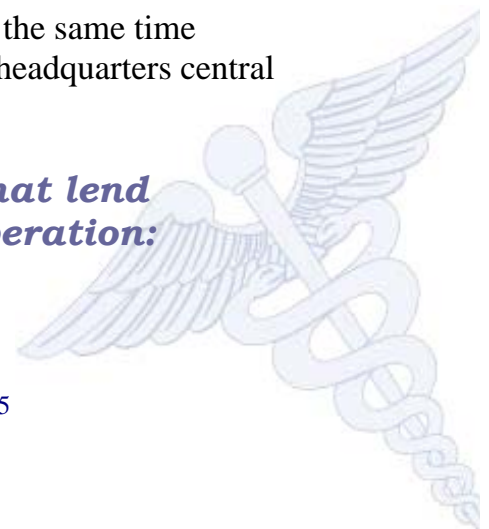 the same time
headquarters central
hat lend
peration:
5